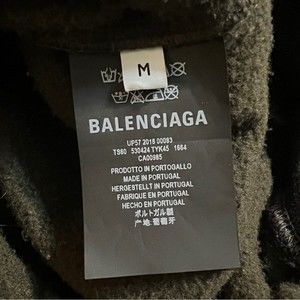 M
BALENCIAGA
UP57 2018 00083
TS60 530424 TYK45 1664
CA00985
PRODOTTO IN PORTOGALLO
MADE IN PORTUGAL
HERGESTELLT IN PORTUGAL
FABRIQUE EN PORTUGAL
HECHO EN PORTUGAL
ポルトガル製
产地:葡萄牙